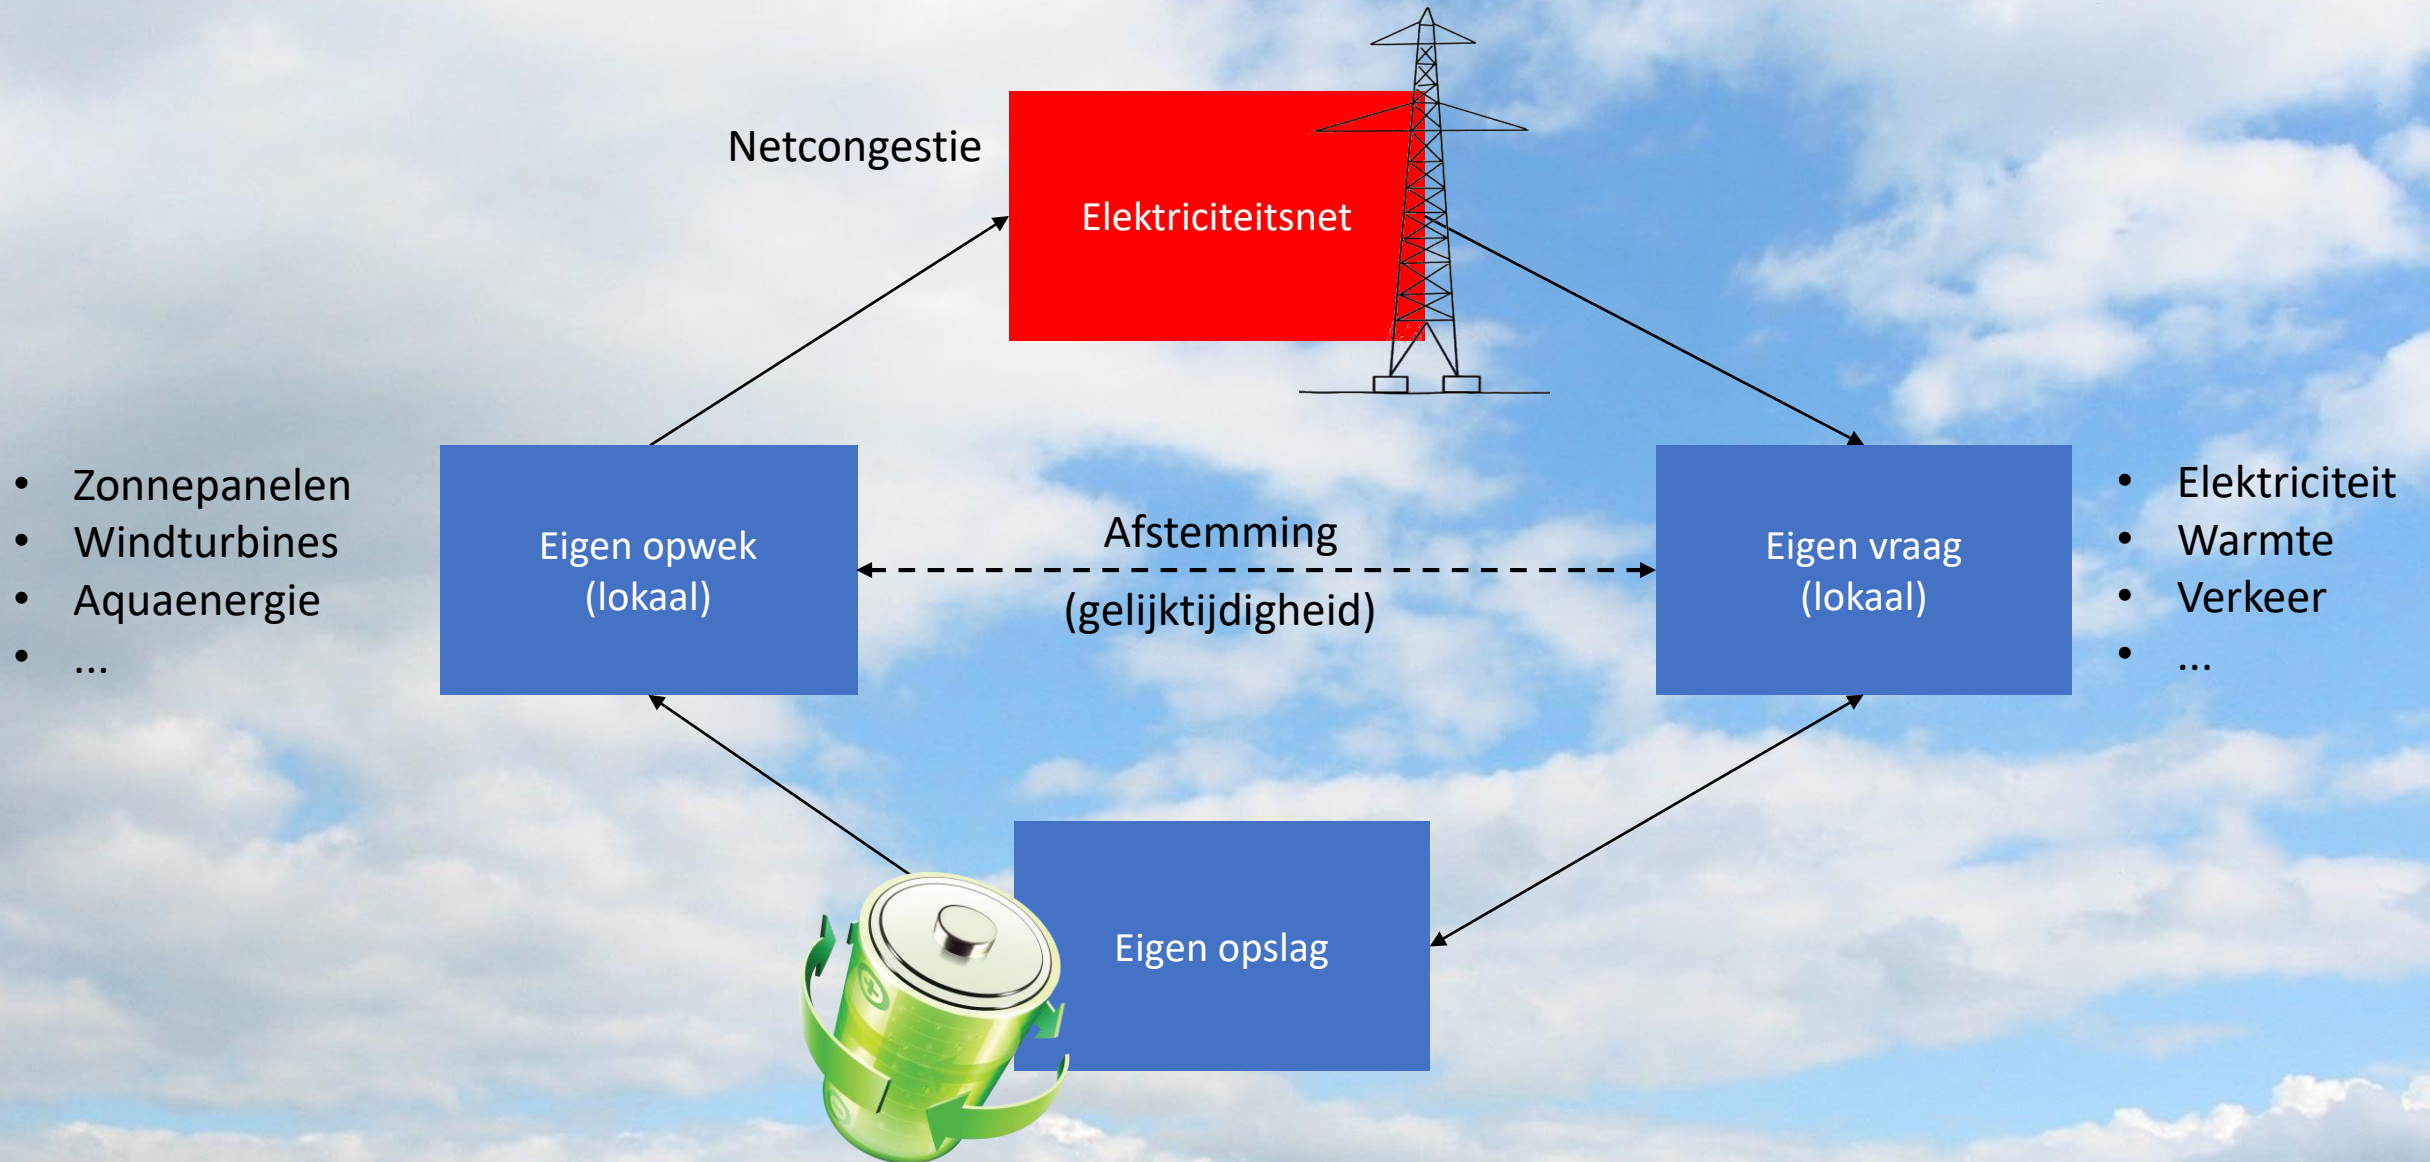 Netcongestie
Elektriciteitsnet
• Zonnepanelen
• Windturbines
• Aquaenergie
• ...
Eigen opwek
(lokaal)
Afstemming
(gelijktijdigheid)
Eigen vraag
(lokaal)
• Elektriciteit
• Warmte
• Verkeer
• ...
Eigen opslag